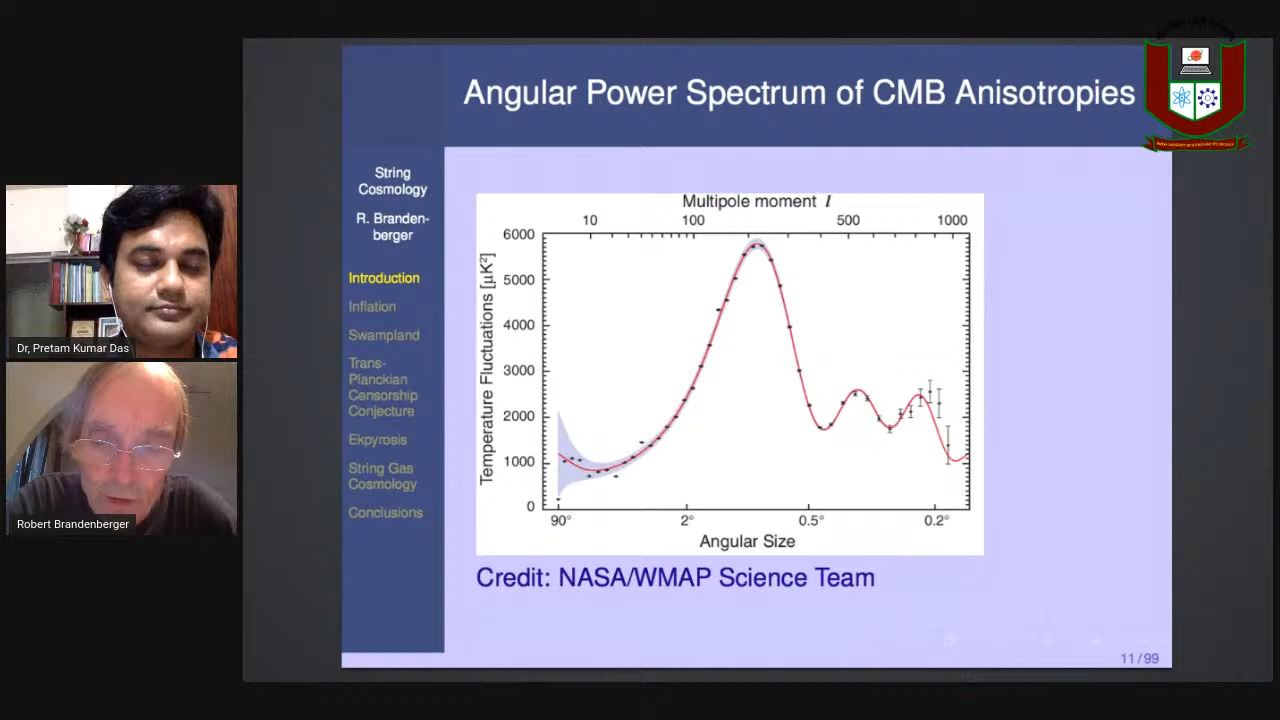 Angular Power Spectrum of CMB Anisotropies
String
Cosmology
R. Branden-
berger
Introduction
Inflation
Swampland
Trans-
Planckian
Censorship
Conjecture
Ekpyrosis
String Gas
Cosmology
Conclusions
Multipole moment l
10 100 500 1000
Temperature Fluctuations [μK²]
6000
5000
4000
3000
2000
1000
0
90° 2° 0.5° 0.2°
Angular Size
Credit: NASA/WMAP Science Team
11/99
Dr, Pretam Kumar Das
Robert Brandenberger